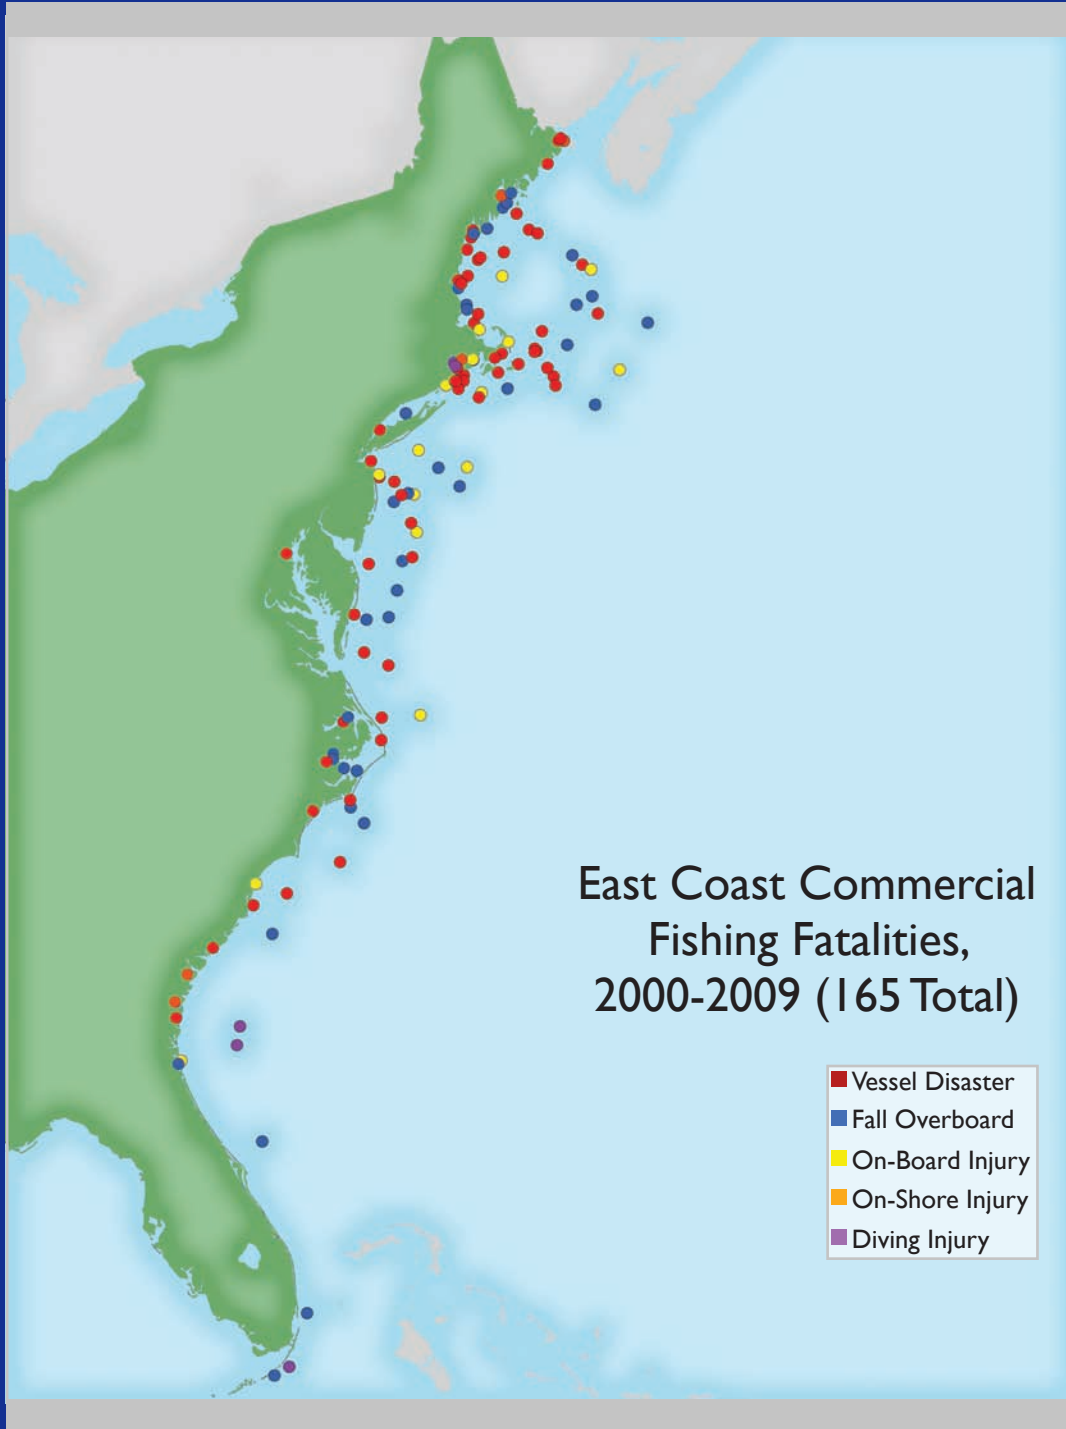 East Coast Commercial
Fishing Fatalities,
2000-2009 (165 Total)
Vessel Disaster
Fall Overboard
On-Board Injury
On-Shore Injury
Diving Injury